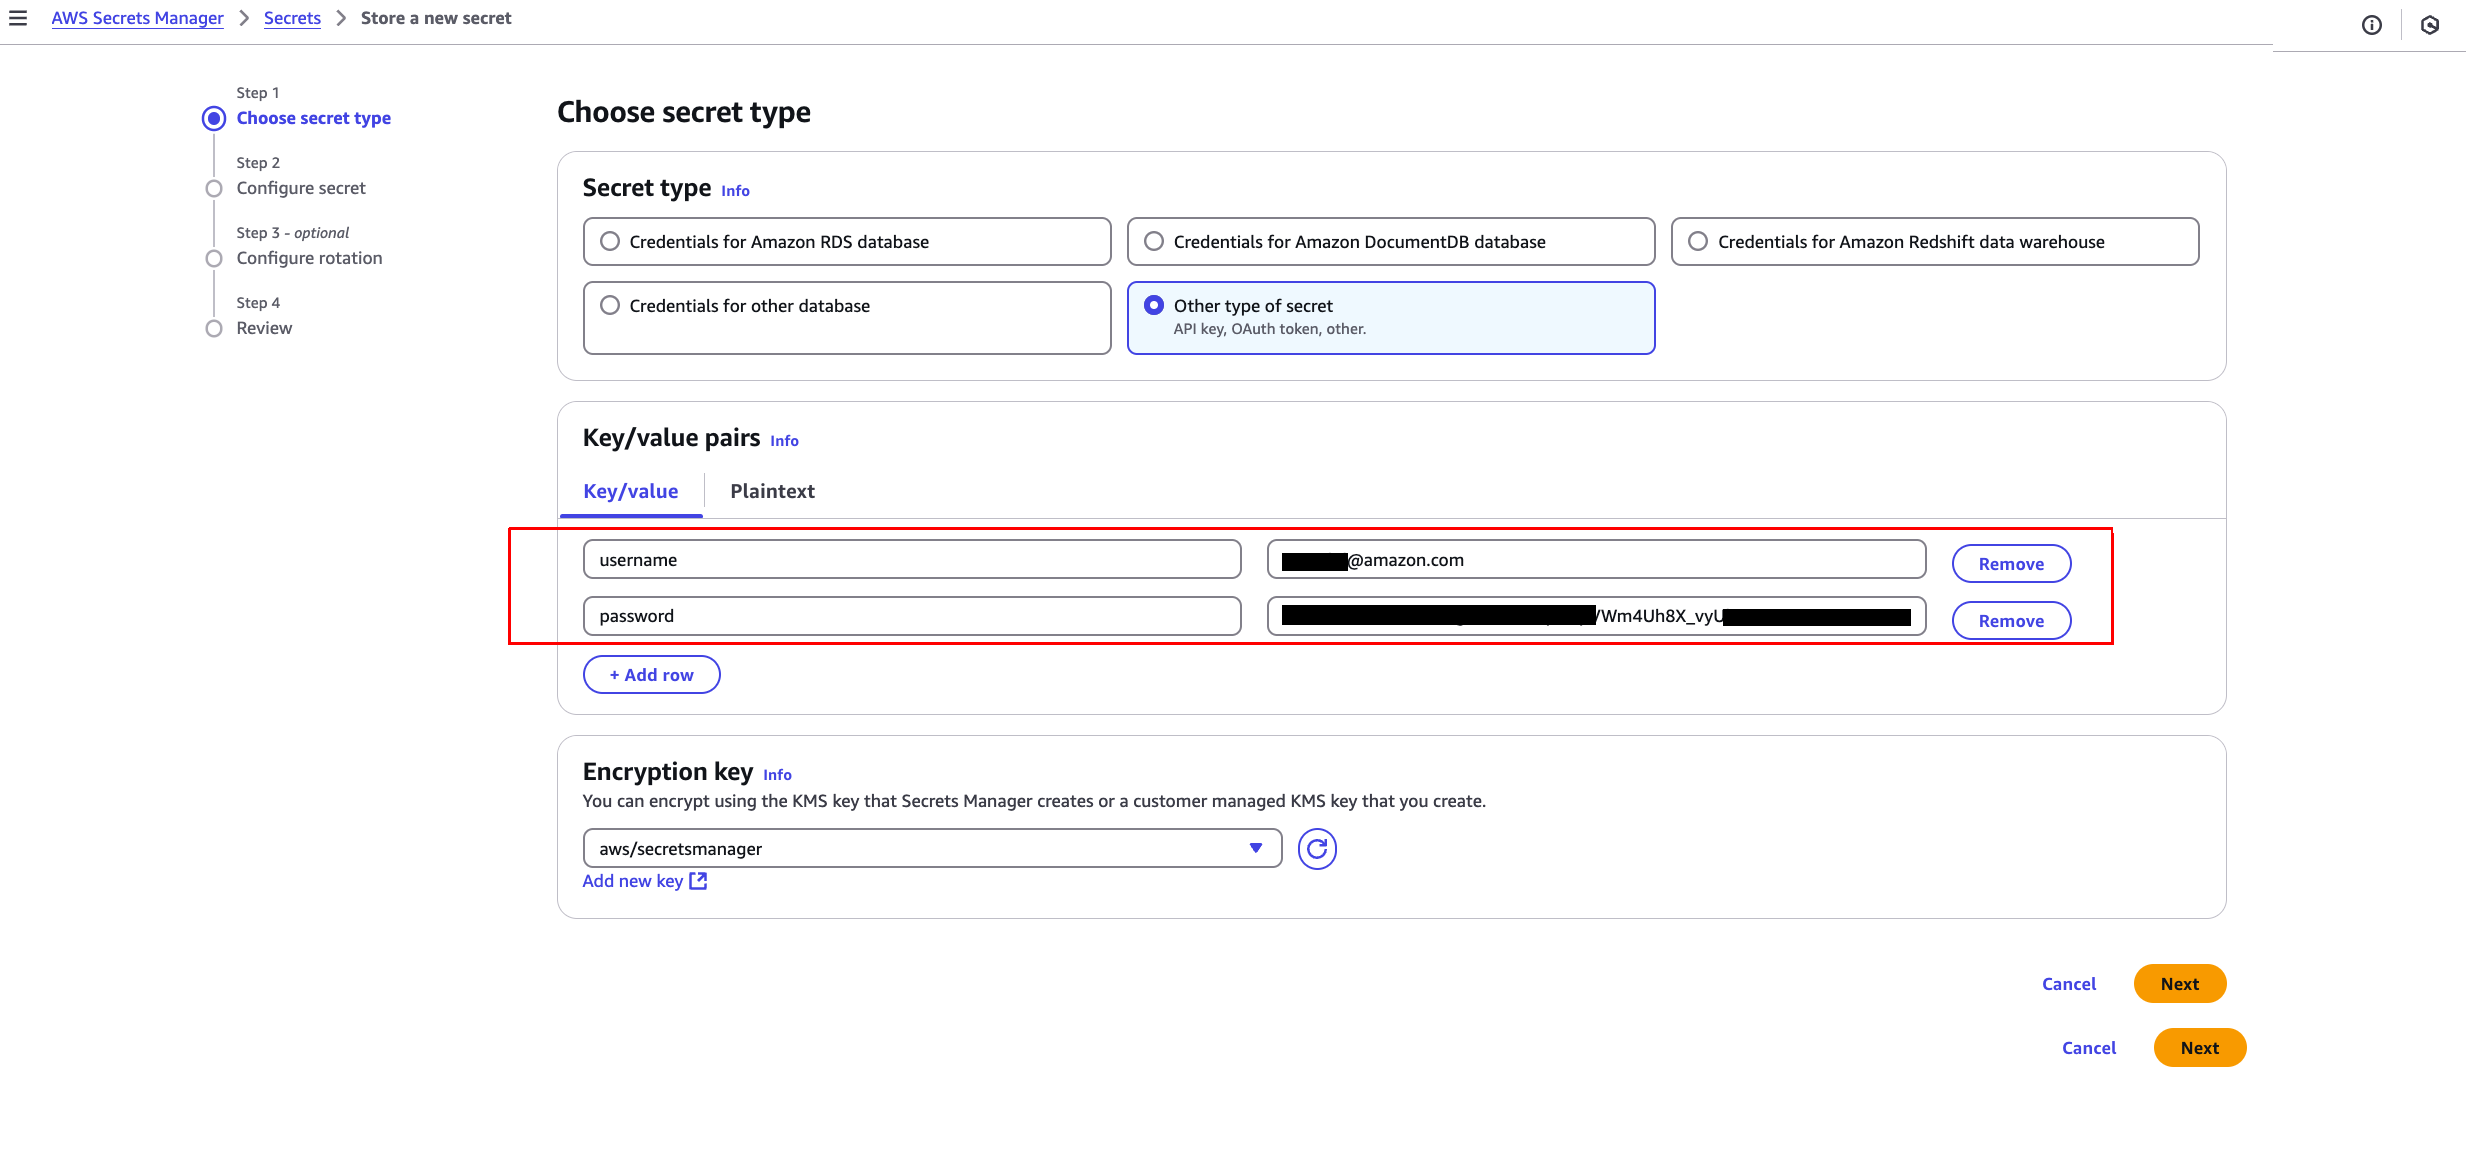 AWS Secrets Manager > Secrets > Store a new secret
Step 1
Choose secret type
Step 2
Configure secret
Step 3 - optional
Configure rotation
Step 4
Review
Choose secret type
Secret type Info
Credentials for Amazon RDS database
Credentials for Amazon DocumentDB database
Credentials for Amazon Redshift data warehouse
Credentials for other database
Other type of secret
API key, OAuth token, other.
Key/value pairs Info
Key/value Plaintext
username @amazon.com Remove
password /Wm4Uh8X_vyU Remove
+ Add row
Encryption key Info
You can encrypt using the KMS key that Secrets Manager creates or a customer managed KMS key that you create.
aws/secretsmanager
Add new key
Cancel Next
Cancel Next